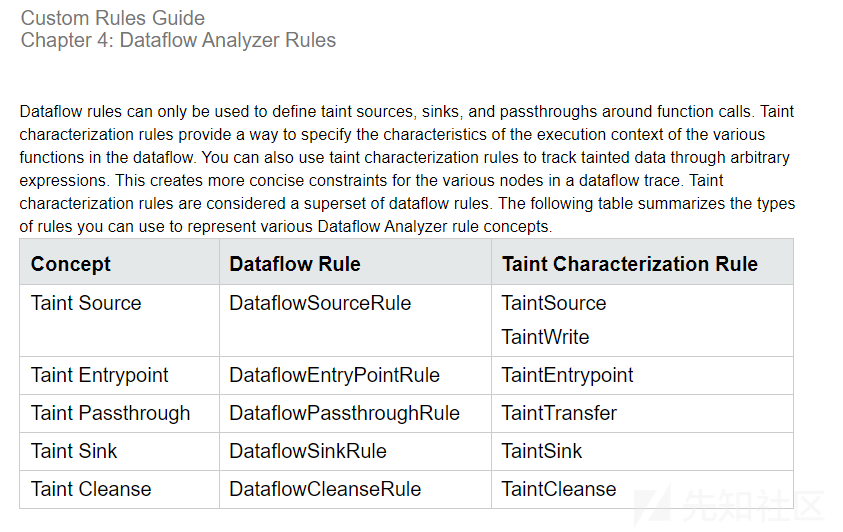 Custom Rules Guide
Chapter 4: Dataflow Analyzer Rules
Dataflow rules can only be used to define taint sources, sinks, and passthroughs around function calls. Taint
characterization rules provide a way to specify the characteristics of the execution context of the various
functions in the dataflow. You can also use taint characterization rules to track tainted data through arbitrary
expressions. This creates more concise constraints for the various nodes in a dataflow trace. Taint
characterization rules are considered a superset of dataflow rules. The following table summarizes the types
of rules you can use to represent various Dataflow Analyzer rule concepts.
Concept Dataflow Rule Taint Characterization Rule
Taint Source DataflowSourceRule TaintSource
TaintWrite
Taint Entrypoint DataflowEntryPointRule TaintEntrypoint
Taint Passthrough DataflowPassthroughRule TaintTransfer
Taint Sink DataflowSinkRule TaintSink
Taint Cleanse DataflowCleanseRule TaintCleanse
先知社区